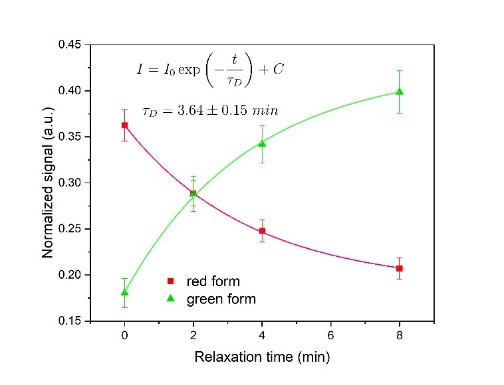 0.45
0.40
0.35
0.30
0.25
0.20
0.15
Normalized signal (a.u.)
I = I₀ exp(−t/τ_D) + C
τ_D = 3.64 ± 0.15 min
red form
green form
0 2 4 6 8
Relaxation time (min)